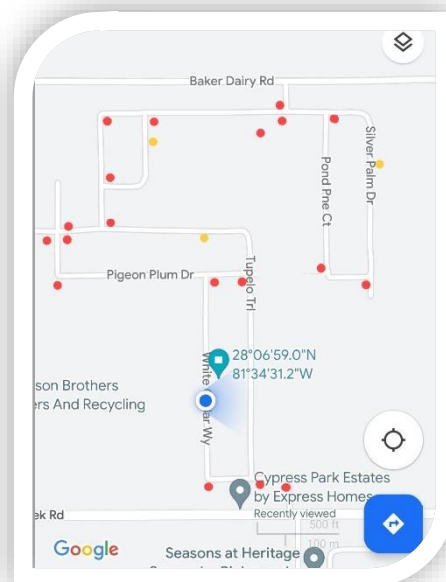 Baker Dairy Rd
Silver Palm Dr
Pond Pne Ct
Pigeon Plum Dr
Tupelo Trl
28°06'59.0"N
81°34'31.2"W
son Brothers
ers And Recycling
White
ar Wy
Cypress Park Estates
by Express Homes
Recently viewed
ek Rd
500 ft
100 m
Google
Seasons at Heritage